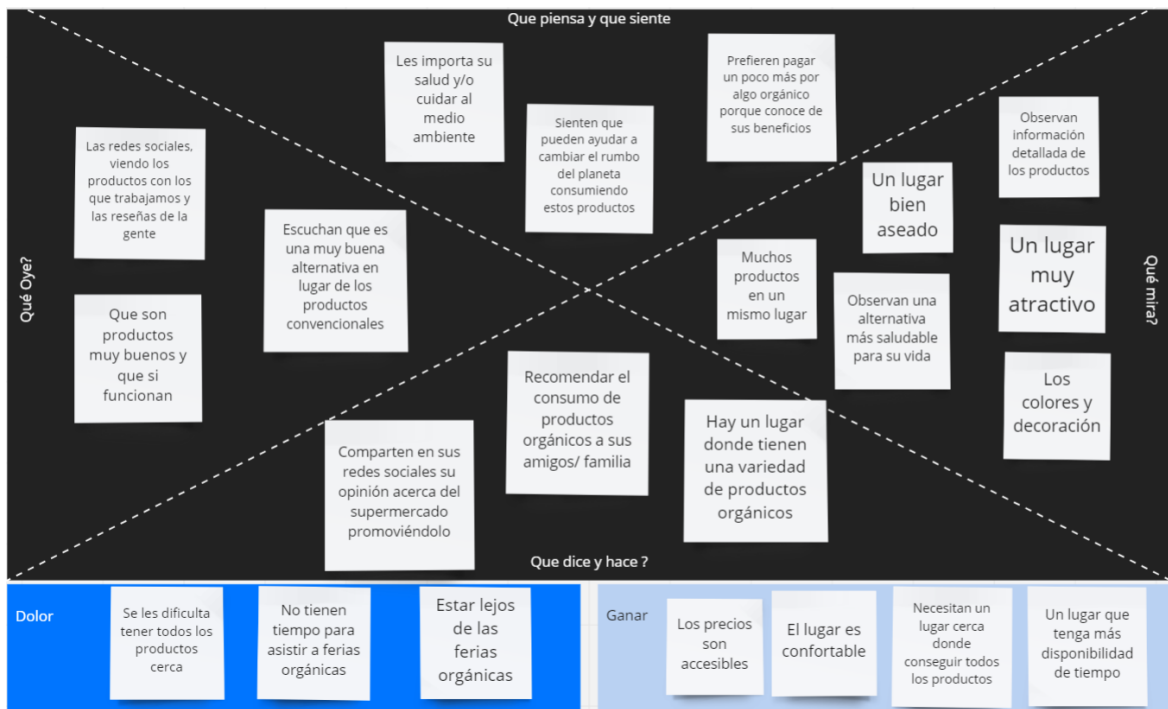 Que piensa y que siente
Les importa su
salud y/o
cuidar al
medio
ambiente
Sienten que
pueden ayudar a
cambiar el rumbo
del planeta
consumiendo
estos productos
Prefieren pagar
un poco más por
algo orgánico
porque conoce de
sus beneficios
Qué Oye?
Las redes sociales,
viendo los
productos con los
que trabajamos y
las reseñas de la
gente
Escuchan que es
una muy buena
alternativa en
lugar de los
productos
convencionales
Que son
productos
muy buenos y
que si
funcionan
Qué mira?
Observan
información
detallada de
los productos
Un lugar
bien
aseado
Un lugar
muy
atractivo
Muchos
productos
en un
mismo lugar
Observan una
alternativa
más saludable
para su vida
Los
colores y
decoración
Recomendar el
consumo de
productos
orgánicos a sus
amigos/ familia
Hay un lugar
donde tienen
una variedad
de productos
orgánicos
Comparten en sus
redes sociales su
opinión acerca del
supermercado
promoviéndolo
Que dice y hace ?
Dolor
Se les dificulta
tener todos los
productos
cerca
No tienen
tiempo para
asistir a ferias
orgánicas
Estar lejos
de las
ferias
orgánicas
Ganar
Los precios
son
accesibles
El lugar es
confortable
Necesitan un
lugar cerca
donde
conseguir todos
los productos
Un lugar que
tenga más
disponibilidad
de tiempo